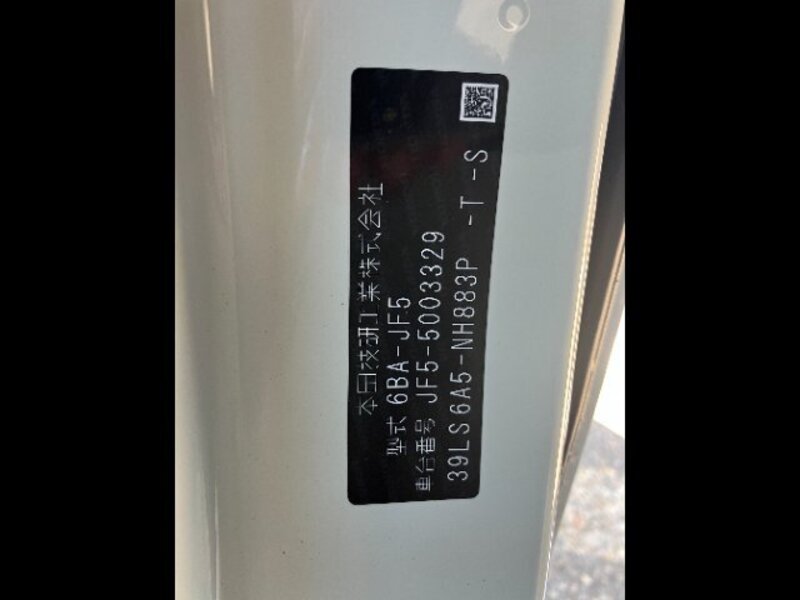 本田技研工業株式会社
型式 6BA-JF5
車台番号 JF5-5003329
39LS6A5-NH883P -T -S